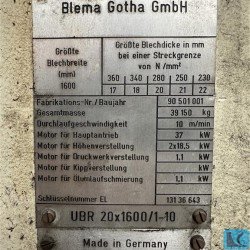 Blema Gotha GmbH
Größte Blechdicke in mm
bei einer Streckgrenze
von N/mm²
Größte
Blechbreite
(mm)
1600
360 340 280 250 230
17 18 20 21 22
Fabrikations-Nr./Baujahr 90 501 001
Gesamtmasse 39 150 kg
Durchlaufgeschwindigkeit 10 m/min
Motor für Hauptantrieb 37 kW
Motor für Höhenverstellung 2x18,5 kW
Motor für Druckwerkverstellung 1,1 kW
Motor für Kippverstellung kW
Motor für Ölumlaufschmierung 1,1 kW
Schlüsselnummer EL 131 36 643
UBR 20x1600/1-10
Made in Germany